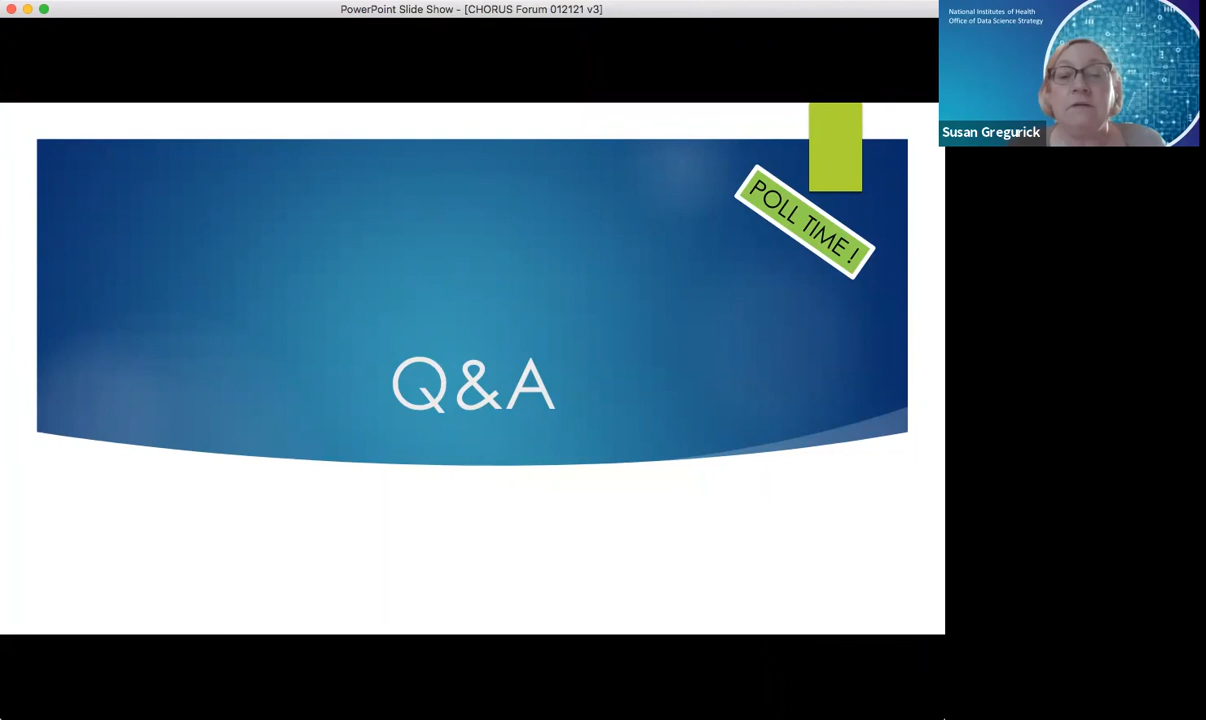 PowerPoint Slide Show - [CHORUS Forum 012121 v3]
National Institutes of Health
Office of Data Science Strategy
Susan Gregurick
POLL TIME !
Q&A